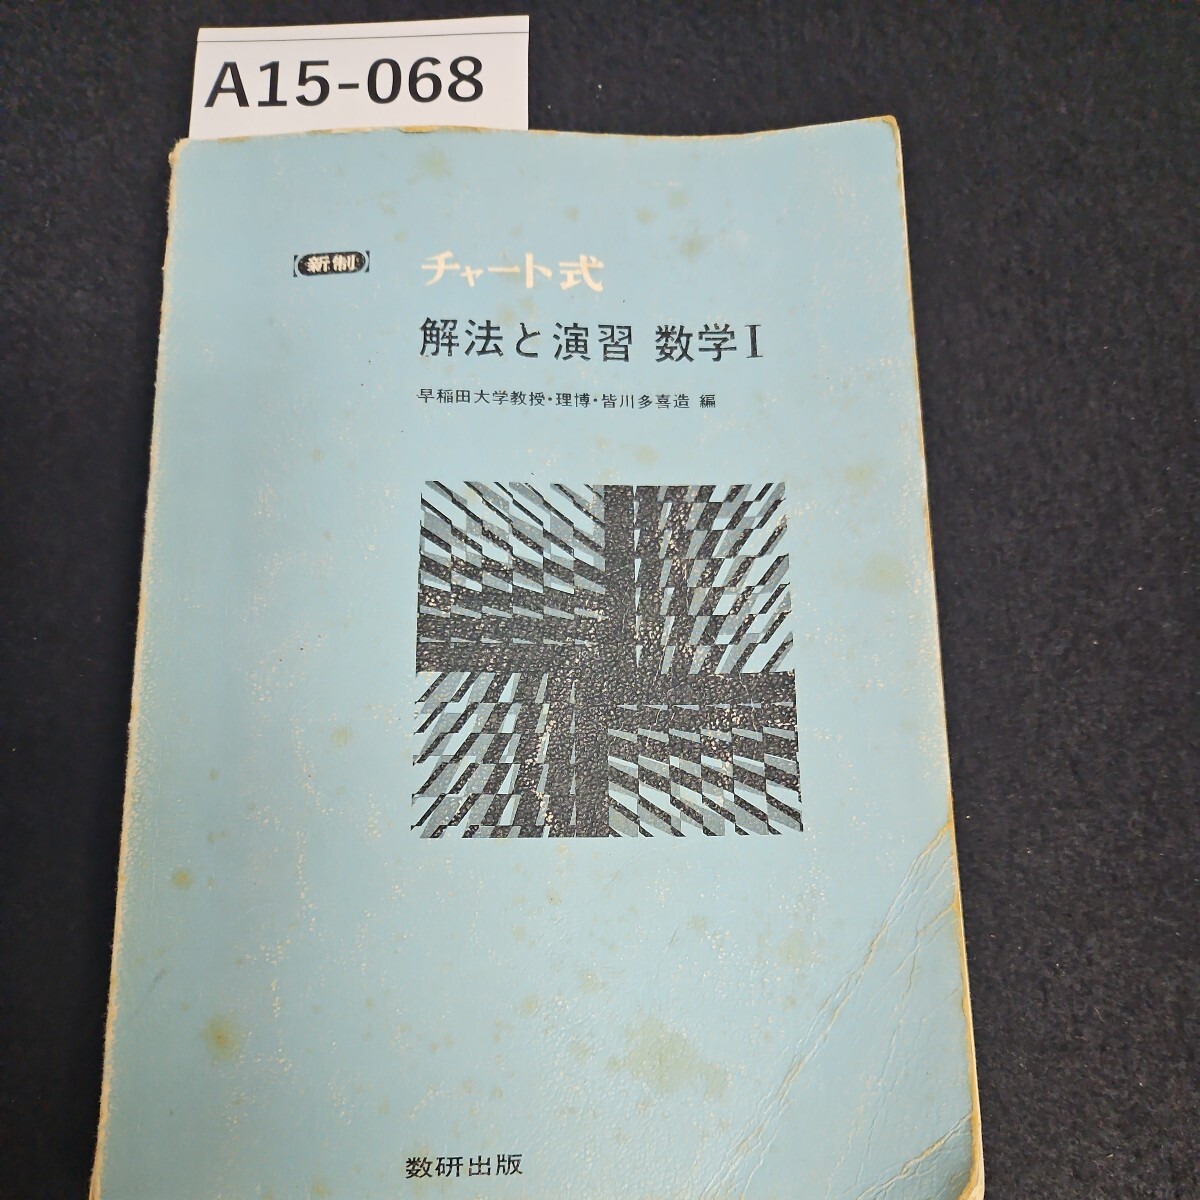 A15-068
【新制】 チャート式
解法と演習 数学I
早稲田大学教授・理博・皆川多喜造 編
数研出版